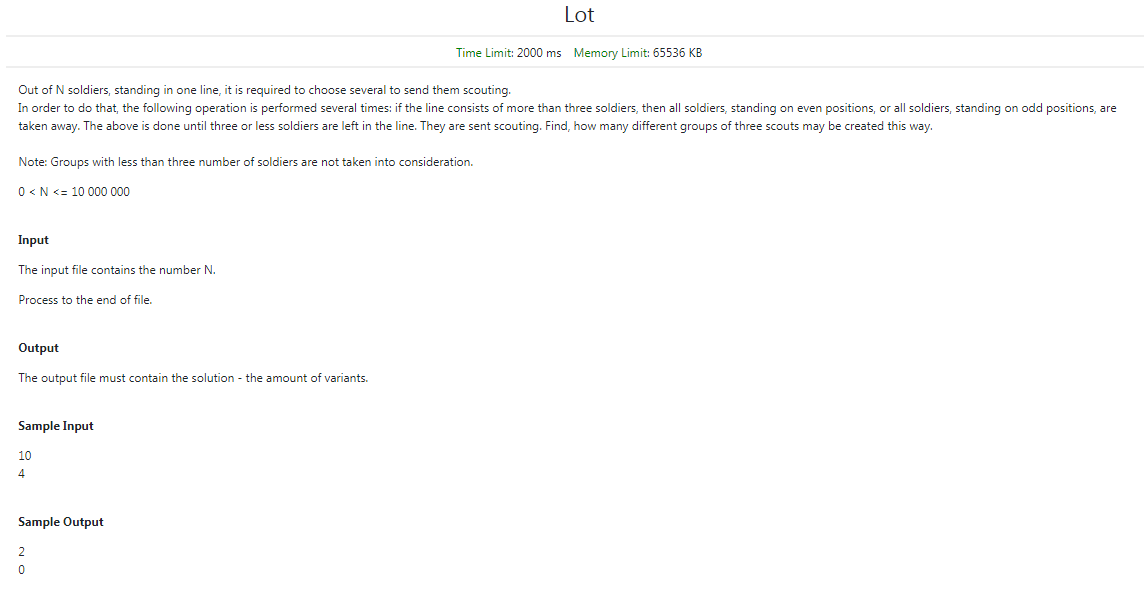 Lot
Time Limit: 2000 ms Memory Limit: 65536 KB
Out of N soldiers, standing in one line, it is required to choose several to send them scouting.
In order to do that, the following operation is performed several times: if the line consists of more than three soldiers, then all soldiers, standing on even positions, or all soldiers, standing on odd positions, are
taken away. The above is done until three or less soldiers are left in the line. They are sent scouting. Find, how many different groups of three scouts may be created this way.
Note: Groups with less than three number of soldiers are not taken into consideration.
0 < N <= 10 000 000
Input
The input file contains the number N.
Process to the end of file.
Output
The output file must contain the solution - the amount of variants.
Sample Input
10
4
Sample Output
2
0